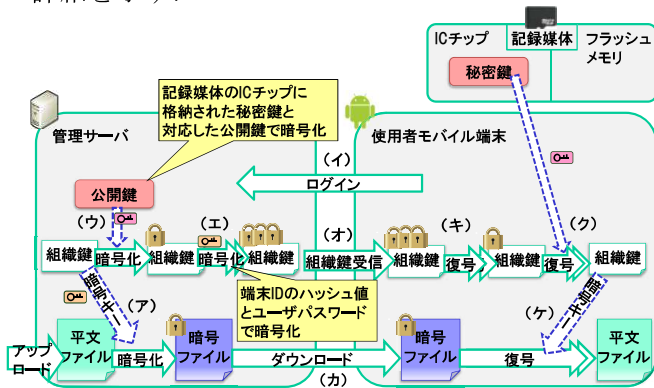 ICチップ
記録媒体
フラッシュ
メモリ
秘密鍵
記録媒体のICチップに
格納された秘密鍵と
対応した公開鍵で暗号化
管理サーバ
使用者モバイル端末
(イ)
ログイン
公開鍵
(ウ)
(エ)
(オ)
(キ)
(ク)
組織鍵
暗号化
組織鍵
暗号化
組織鍵
組織鍵受信
組織鍵
復号
組織鍵
復号
組織鍵
暗号キー
(ア)
端末IDのハッシュ値
とユーザパスワード
で暗号化
暗号キー
(ケ)
アップ
ロード
平文
ファイル
暗号化
暗号
ファイル
ダウンロード
(カ)
暗号
ファイル
復号
平文
ファイル